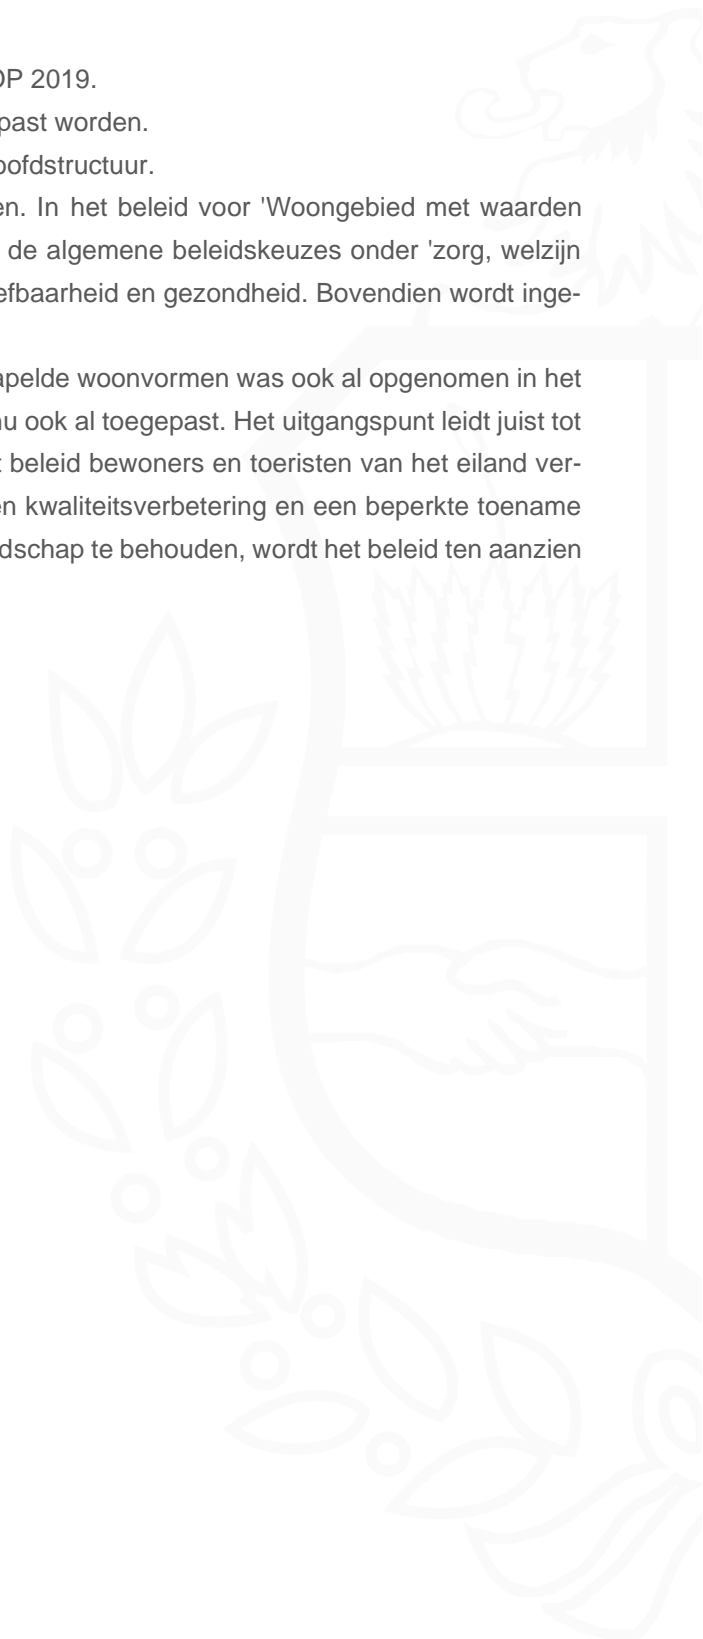 OP 2019.
past worden.
oofdstructuur.
en. In het beleid voor 'Woongebied met waarden
de algemene beleidskeuzes onder 'zorg, welzijn
efbaarheid en gezondheid. Bovendien wordt inge-
apelde woonvormen was ook al opgenomen in het
nu ook al toegepast. Het uitgangspunt leidt juist tot
t beleid bewoners en toeristen van het eiland ver-
en kwaliteitsverbetering en een beperkte toename
dschap te behouden, wordt het beleid ten aanzien